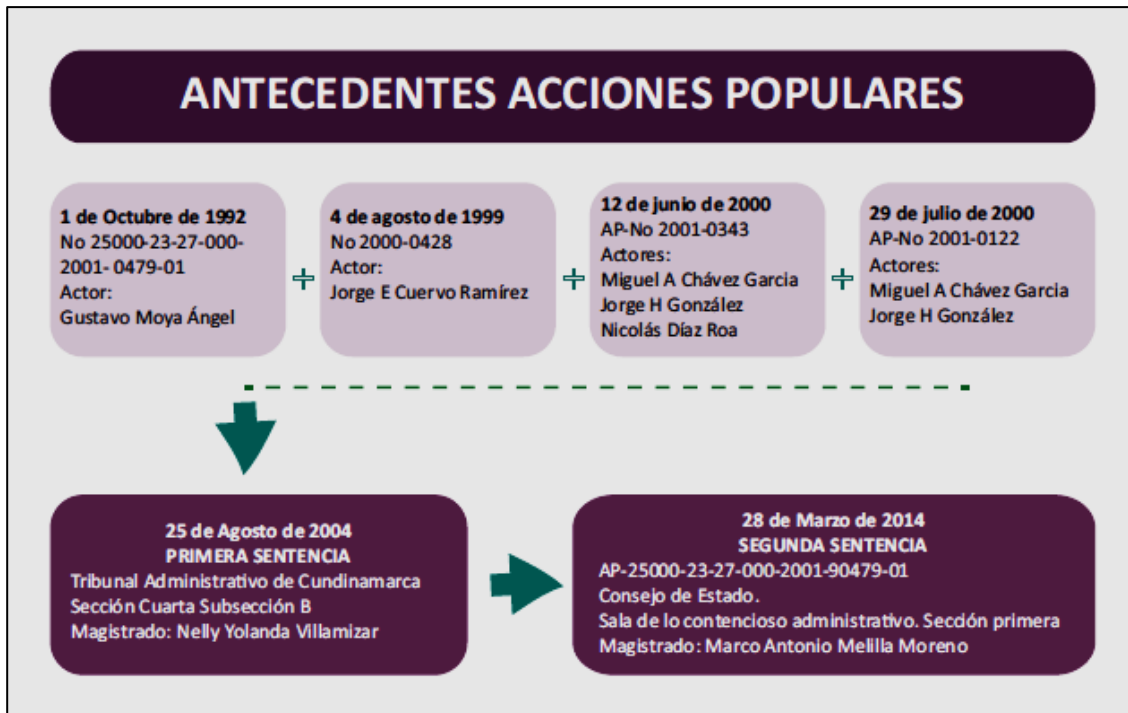 ANTECEDENTES ACCIONES POPULARES
1 de Octubre de 1992
No 25000-23-27-000-
2001- 0479-01
Actor:
Gustavo Moya Ángel
4 de agosto de 1999
No 2000-0428
Actor:
Jorge E Cuervo Ramírez
12 de junio de 2000
AP-No 2001-0343
Actores:
Miguel A Chávez Garcia
Jorge H González
Nicolás Díaz Roa
29 de julio de 2000
AP-No 2001-0122
Actores:
Miguel A Chávez Garcia
Jorge H González
25 de Agosto de 2004
PRIMERA SENTENCIA
Tribunal Administrativo de Cundinamarca
Sección Cuarta Subsección B
Magistrado: Nelly Yolanda Villamizar
28 de Marzo de 2014
SEGUNDA SENTENCIA
AP-25000-23-27-000-2001-90479-01
Consejo de Estado.
Sala de lo contencioso administrativo. Sección primera
Magistrado: Marco Antonio Melilla Moreno